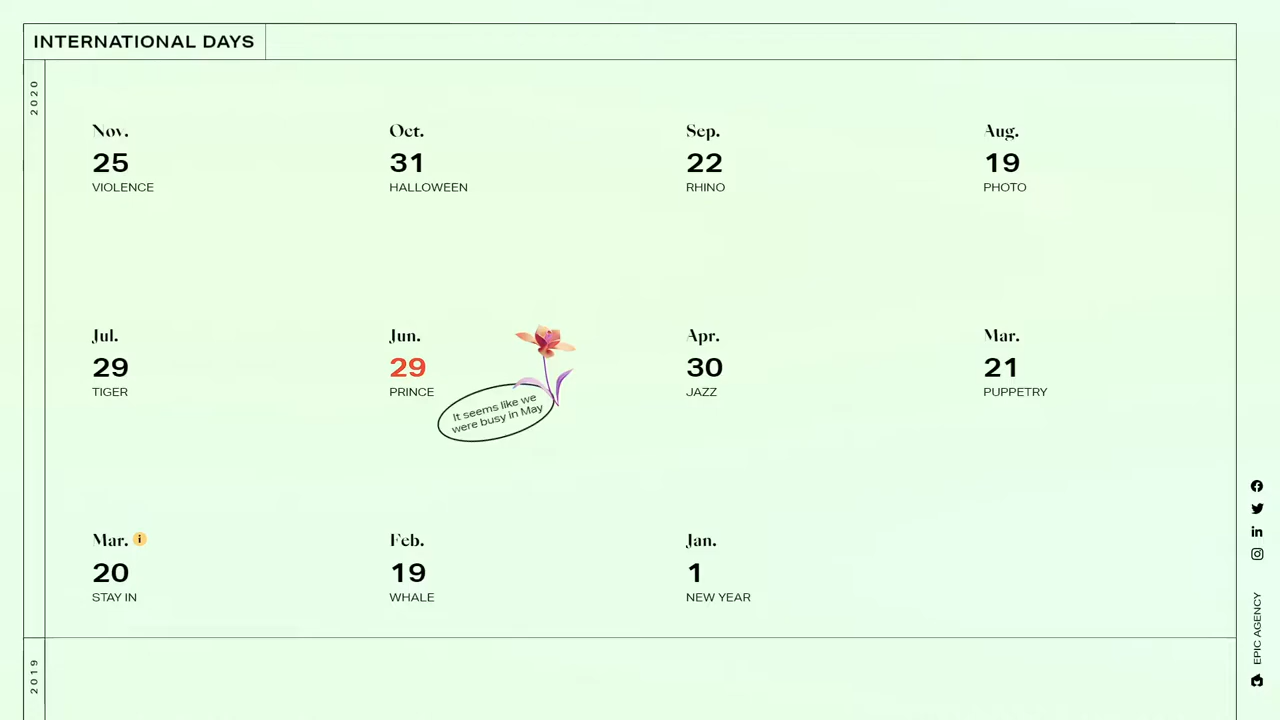 INTERNATIONAL DAYS
2020
Nov.
25
VIOLENCE
Oct.
31
HALLOWEEN
Sep.
22
RHINO
Aug.
19
PHOTO
Jul.
29
TIGER
Jun.
29
PRINCE
It seems like we
were busy in May
Apr.
30
JAZZ
Mar.
21
PUPPETRY
Mar. i
20
STAY IN
Feb.
19
WHALE
Jan.
1
NEW YEAR
2019
in
EPIC AGENCY